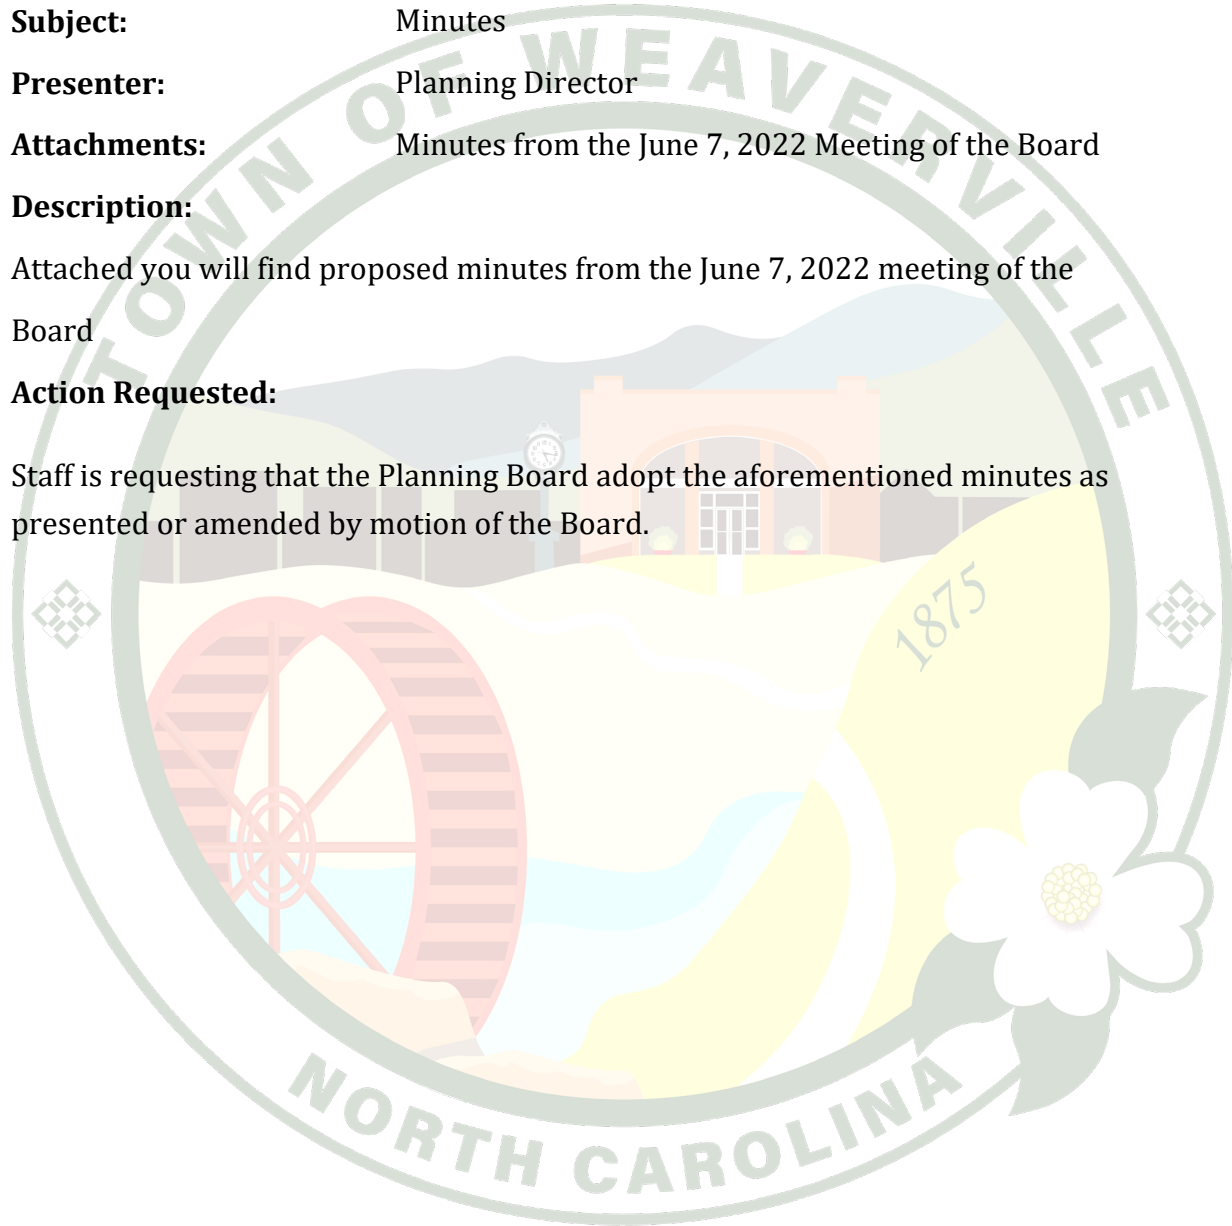 Subject: Minutes
Presenter: Planning Director
Attachments: Minutes from the June 7, 2022 Meeting of the Board
Description:
Attached you will find proposed minutes from the June 7, 2022 meeting of the
Board
Action Requested:
Staff is requesting that the Planning Board adopt the aforementioned minutes as
presented or amended by motion of the Board.
TOWN OF WEAVERVILLE
1875
NORTH CAROLINA